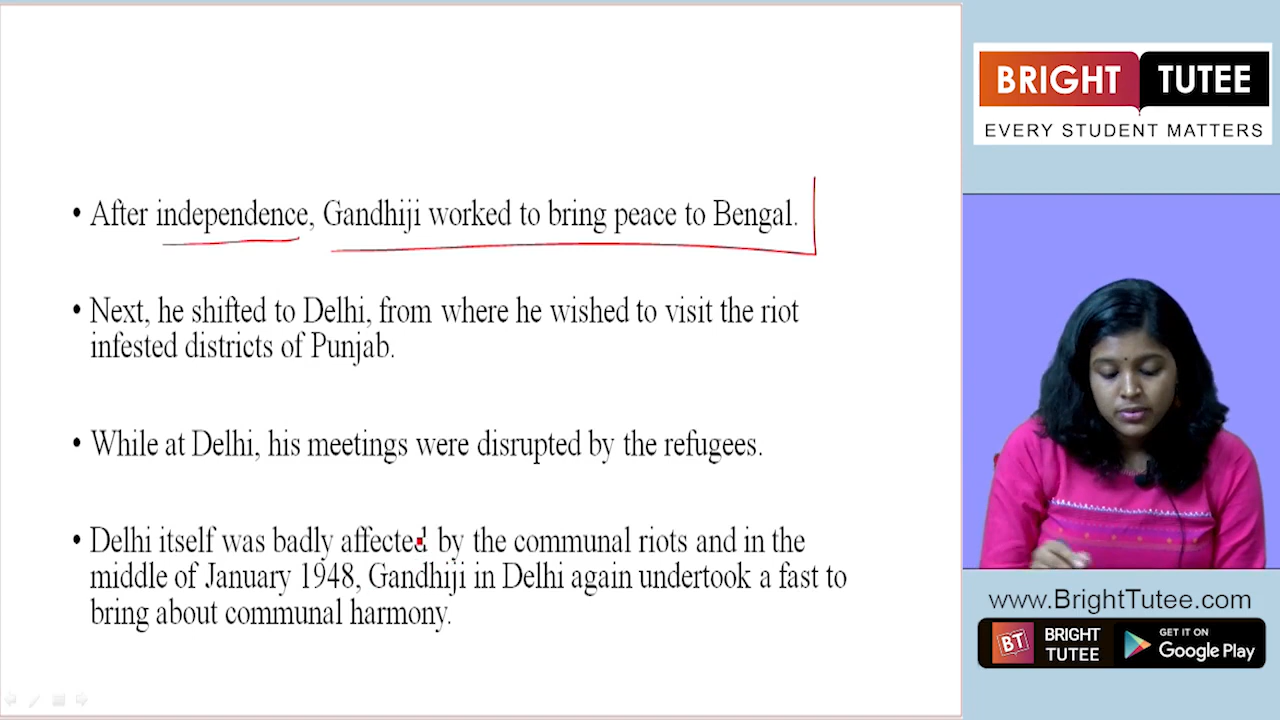 • After independence, Gandhiji worked to bring peace to Bengal.
• Next, he shifted to Delhi, from where he wished to visit the riot
infested districts of Punjab.
• While at Delhi, his meetings were disrupted by the refugees.
• Delhi itself was badly affected by the communal riots and in the
middle of January 1948, Gandhiji in Delhi again undertook a fast to
bring about communal harmony.
BRIGHT TUTEE
EVERY STUDENT MATTERS
www.BrightTutee.com
BT
BRIGHT
TUTEE
GET IT ON
Google Play